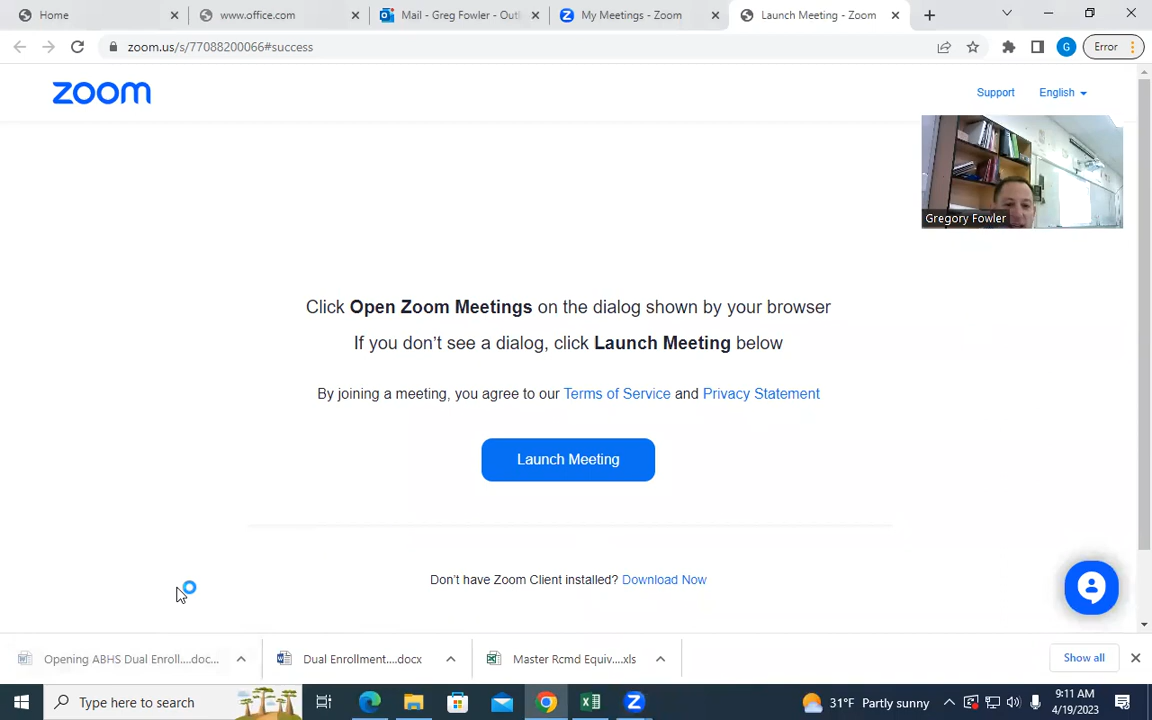 Home
www.office.com
Mail - Greg Fowler - Outl
My Meetings - Zoom
Launch Meeting - Zoom
zoom.us/s/77088200066#success
G
Error
zoom
Support
English
Gregory Fowler
Click Open Zoom Meetings on the dialog shown by your browser
If you don't see a dialog, click Launch Meeting below
By joining a meeting, you agree to our Terms of Service and Privacy Statement
Launch Meeting
Don't have Zoom Client installed? Download Now
Opening ABHS Dual Enroll....doc...
Dual Enrollment....docx
Master Rcmd Equiv....xls
Show all
Type here to search
31°F Partly sunny
9:11 AM
4/19/2023